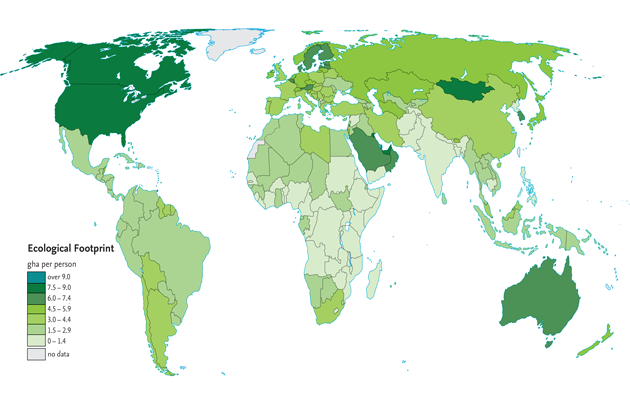 Ecological Footprint
gha per person
over 9.0
7.5 – 9.0
6.0 – 7.4
4.5 – 5.9
3.0 – 4.4
1.5 – 2.9
0 – 1.4
no data